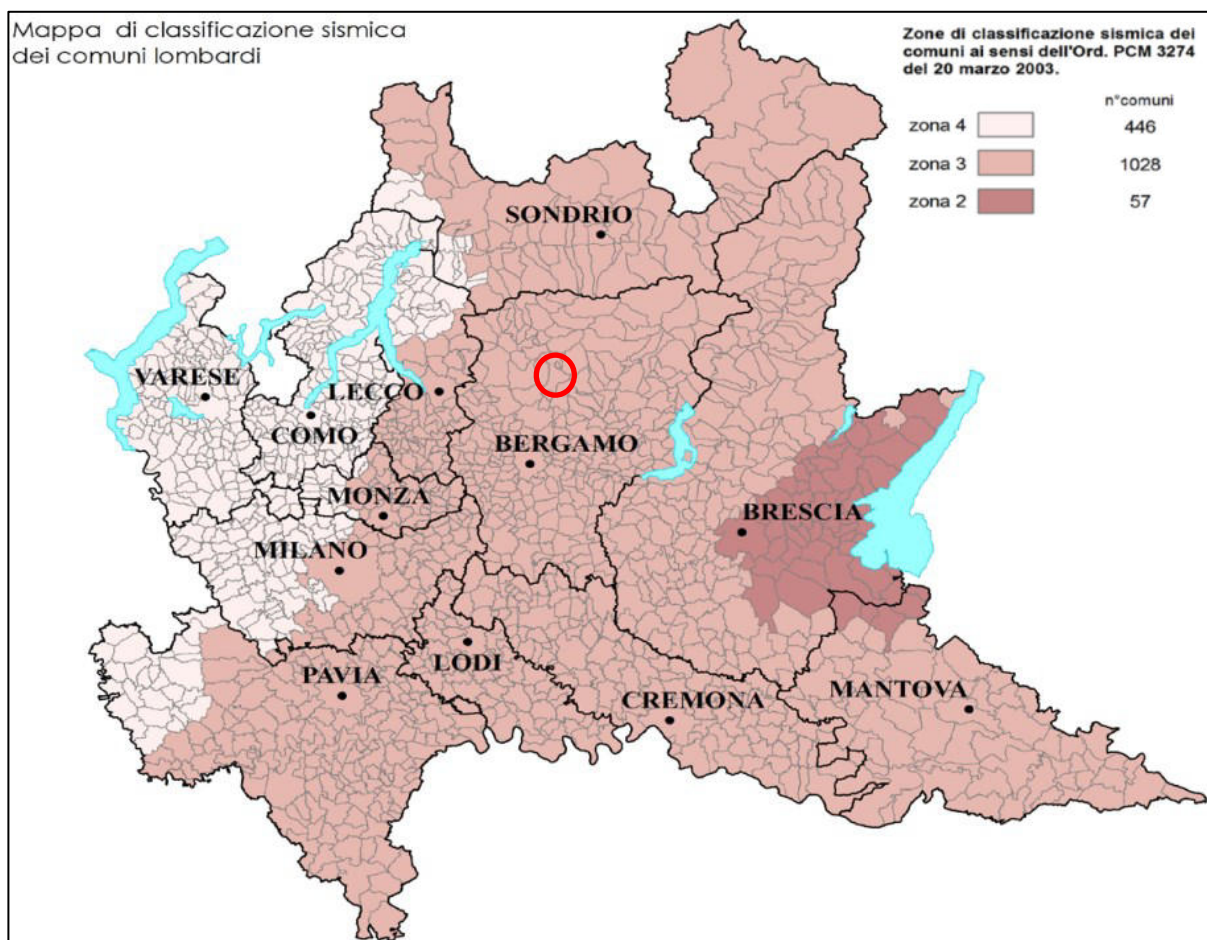 Mappa di classificazione sismica
dei comuni lombardi
Zone di classificazione sismica dei
comuni ai sensi dell'Ord. PCM 3274
del 20 marzo 2003.
n°comuni
zona 4 446
zona 3 1028
zona 2 57
SONDRIO
VARESE
LECCO
COMO
BERGAMO
MONZA
BRESCIA
MILANO
LODI
PAVIA
CREMONA
MANTOVA